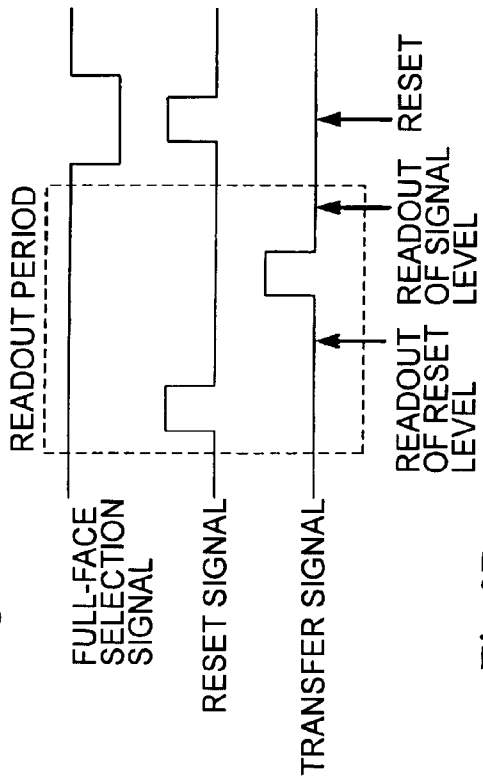 READOUT PERIOD
FULL-FACE
SELECTION
SIGNAL
RESET SIGNAL
TRANSFER SIGNAL
READOUT
OF RESET
LEVEL
READOUT
OF SIGNAL
LEVEL
RESET